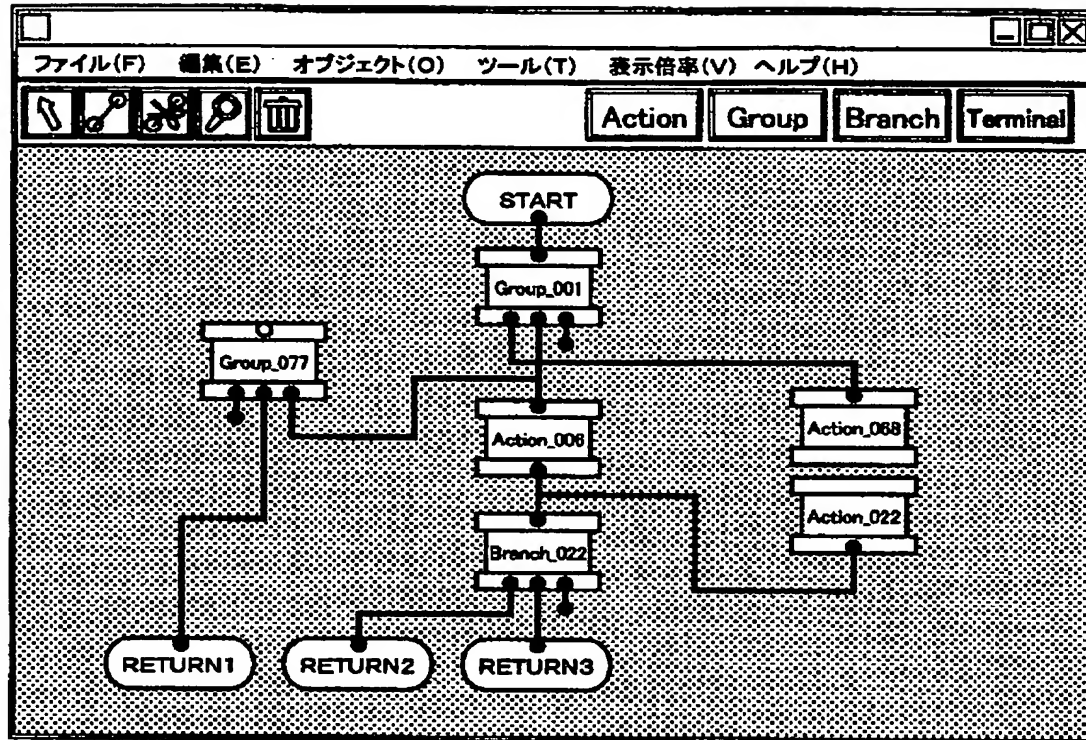 ファイル(F) 編集(E) オブジェクト(O) ツール(T) 表示倍率(V) ヘルプ(H)
Action Group Branch Terminal
START
Group_001
Group_077
Action_006
Action_068
Action_022
Branch_022
RETURN1 RETURN2 RETURN3